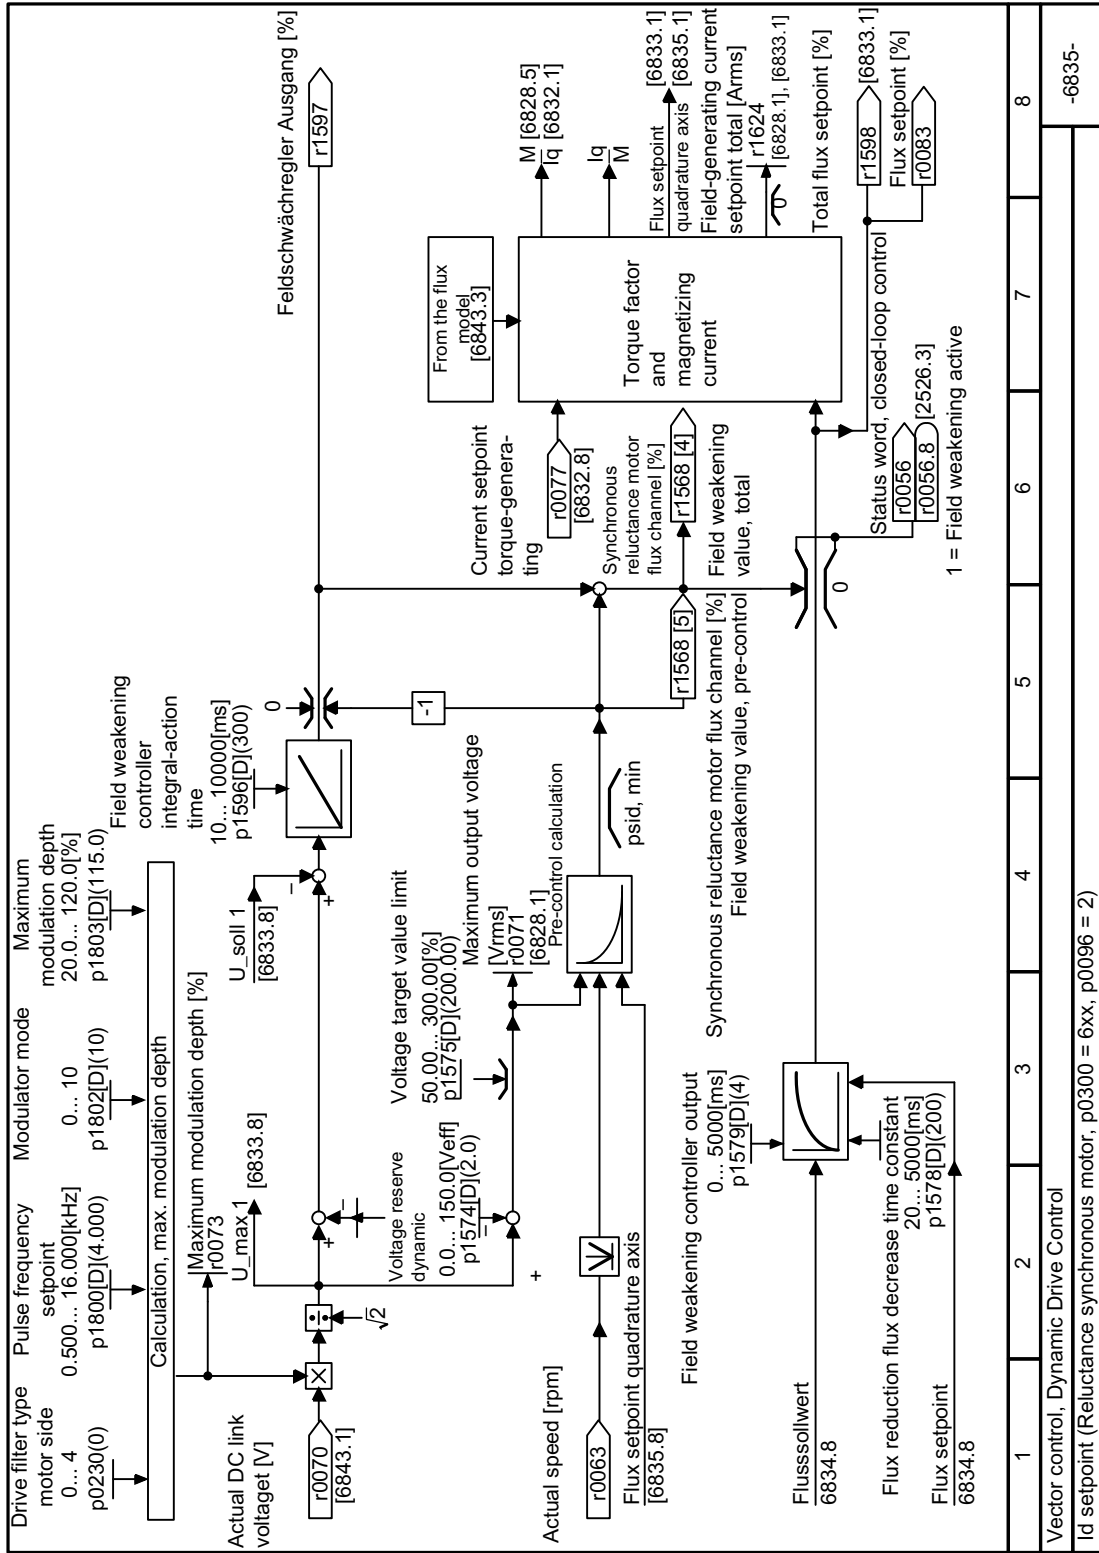 Drive filter type
motor side
0... 4
p0230(0)
Pulse frequency
setpoint
0.500... 16.000[kHz]
p1800[D](4.000)
Modulator mode
0... 10
p1802[D](10)
Maximum
modulation depth
20.0... 120.0[%]
p1803[D](115.0)
Calculation, max. modulation depth
Maximum modulation depth [%]
r0073
Field weakening
controller
integral-action
time
10... 10000[ms]
p1596[D](300)
Feldschwächregler Ausgang [%]
r1597
Actual DC link
voltaget [V]
r0070
[6843.1]
×
÷
√2
U_max 1
[6833.8]
+
−
Voltage reserve
dynamic
0.0... 150.0[Veff]
p1574[D](2.0)
−
+
U_soll 1
[6833.8]
−
+
0
-1
Voltage target value limit
50.00... 300.00[%]
p1575[D](200.00)
Maximum output voltage
[Vrms]
r0071
[6828.1]
Pre-control calculation
psid, min
Actual speed [rpm]
r0063
Flux setpoint quadrature axis
[6835.8]
Synchronous reluctance motor flux channel [%]
Field weakening value, pre-control
r1568 [5]
Synchronous
reluctance motor
flux channel [%]
r1568 [4]
Field weakening
value, total
Current setpoint
torque-genera-
ting
r0077
[6832.8]
From the flux
model
[6843.3]
Torque factor
and
magnetizing
current
M [6828.5]
Iq [6832.1]
Iq
M
Flux setpoint
quadrature axis
[6833.1]
[6835.1]
Field-generating current
setpoint total [Arms]
r1624
[6828.1], [6833.1]
0
Total flux setpoint [%]
r1598
[6833.1]
Flux setpoint [%]
r0083
Field weakening controller output
0... 5000[ms]
p1579[D](4)
Flusssollwert
6834.8
Flux reduction flux decrease time constant
20... 5000[ms]
p1578[D](200)
Flux setpoint
6834.8
0
Status word, closed-loop control
r0056
r0056.8
[2526.3]
1 = Field weakening active
1
2
3
4
5
6
7
8
Vector control, Dynamic Drive Control
Id setpoint (Reluctance synchronous motor, p0300 = 6xx, p0096 = 2)
-6835-